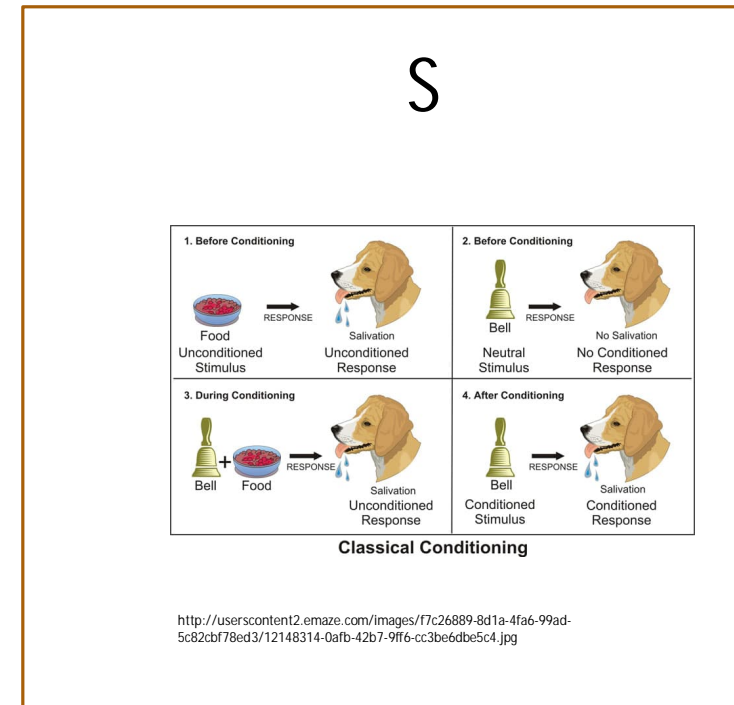 S
1. Before Conditioning
RESPONSE
Food
Unconditioned
Stimulus
Salivation
Unconditioned
Response
2. Before Conditioning
Bell
RESPONSE
Neutral
Stimulus
No Salivation
No Conditioned
Response
3. During Conditioning
Bell
+
Food
RESPONSE
Salivation
Unconditioned
Response
4. After Conditioning
Bell
RESPONSE
Conditioned
Stimulus
Salivation
Conditioned
Response
Classical Conditioning
http://userscontent2.emaze.com/images/f7c26889-8d1a-4fa6-99ad-
5c82cbf78ed3/12148314-0afb-42b7-9ff6-cc3be6dbe5c4.jpg